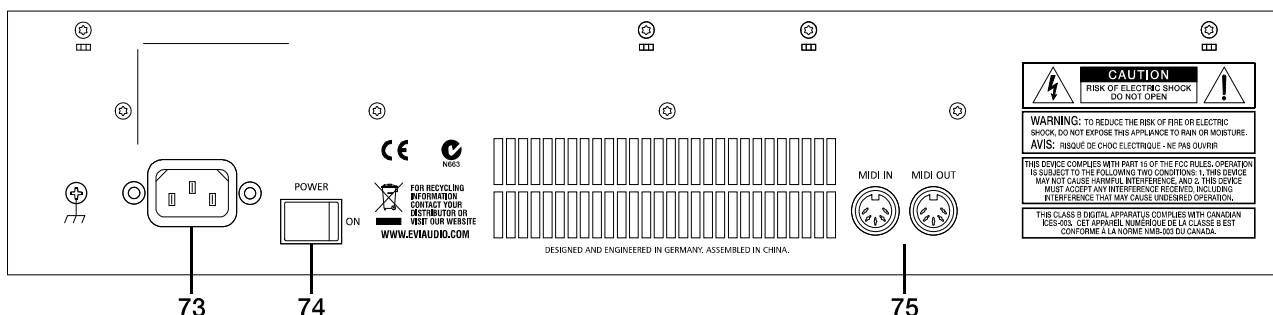 CAUTION
RISK OF ELECTRIC SHOCK
DO NOT OPEN
WARNING: TO REDUCE THE RISK OF FIRE OR ELECTRIC
SHOCK, DO NOT EXPOSE THIS APPLIANCE TO RAIN OR MOISTURE.
AVIS: RISQUÉ DE CHOC ELECTRIQUE - NE PAS OUVRIR
CE
N663
POWER
ON
FOR RECYCLING
INFORMATION
CONTACT YOUR
DISTRIBUTOR OR
VISIT OUR WEBSITE
WWW.EVIAUDIO.COM
DESIGNED AND ENGINEERED IN GERMANY. ASSEMBLED IN CHINA.
MIDI IN
MIDI OUT
THIS DEVICE COMPLIES WITH PART 15 OF THE FCC RULES. OPERATION
IS SUBJECT TO THE FOLLOWING TWO CONDITIONS: 1, THIS DEVICE
MAY NOT CAUSE HARMFUL INTERFERENCE, AND 2, THIS DEVICE
MUST ACCEPT ANY INTERFERENCE RECEIVED, INCLUDING
INTERFERENCE THAT MAY CAUSE UNDESIRED OPERATION.
THIS CLASS B DIGITAL APPARATUS COMPLIES WITH CANADIAN
ICES-003. CET APPAREIL NUMÉRIQUE DE LA CLASSE B EST
CONFORME À LA NORME NMB-003 DU CANADA.
73
74
75